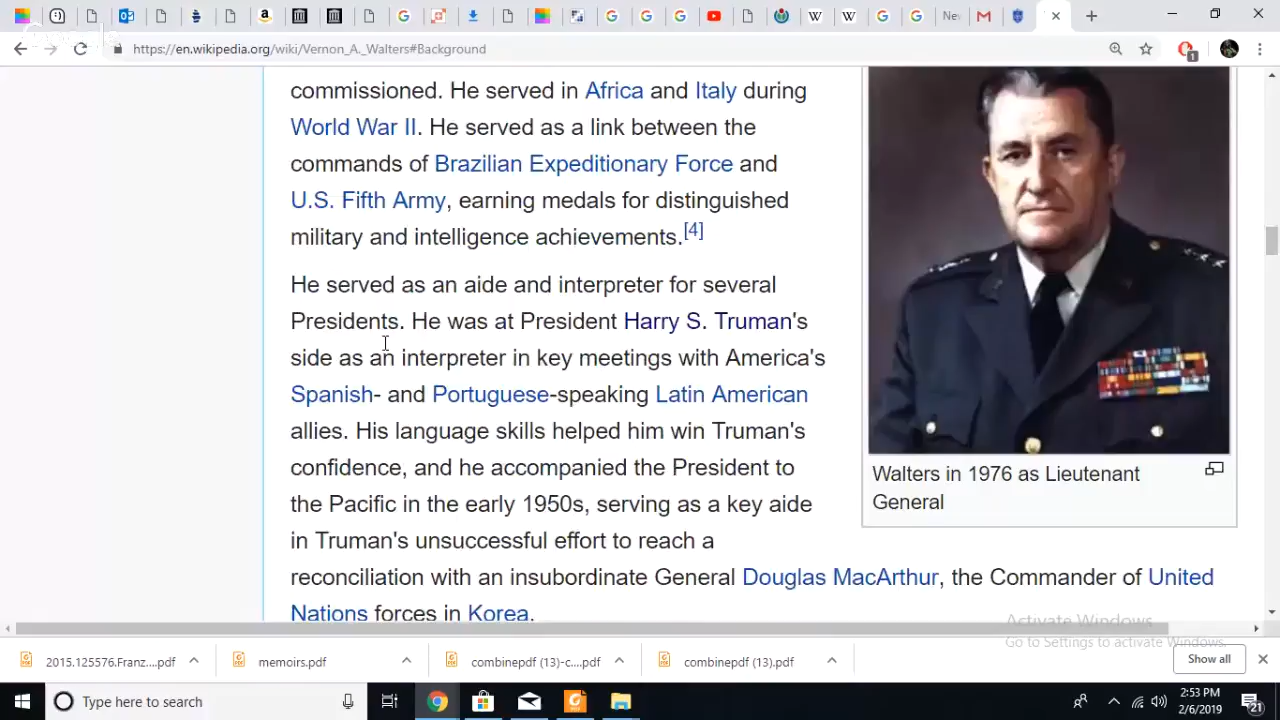 Nev
https://en.wikipedia.org/wiki/Vernon_A._Walters#Background
1
commissioned. He served in Africa and Italy during
World War II. He served as a link between the
commands of Brazilian Expeditionary Force and
U.S. Fifth Army, earning medals for distinguished
military and intelligence achievements.[4]
He served as an aide and interpreter for several
Presidents. He was at President Harry S. Truman's
side as an interpreter in key meetings with America's
Spanish- and Portuguese-speaking Latin American
allies. His language skills helped him win Truman's
confidence, and he accompanied the President to
the Pacific in the early 1950s, serving as a key aide
in Truman's unsuccessful effort to reach a
reconciliation with an insubordinate General Douglas MacArthur, the Commander of United
Nations forces in Korea.
Walters in 1976 as Lieutenant
General
Activate Windows
Go to Settings to activate Windows.
2015.125576.Franz....pdf
memoirs.pdf
combinepdf (13)-c....pdf
combinepdf (13).pdf
Show all
Type here to search
2:53 PM
2/6/2019
21